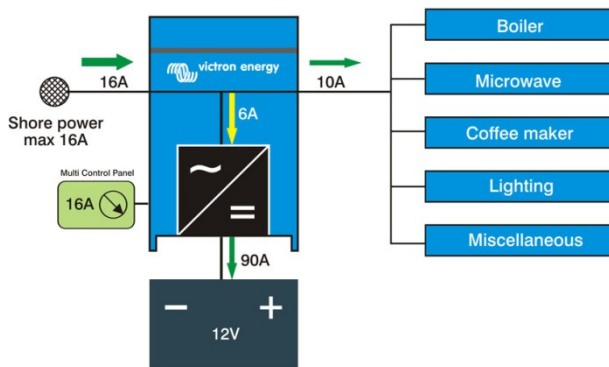 victron energy
16A
10A
Shore power
max 16A
6A
Multi Control Panel
16A
~
=
90A
− +
12V
Boiler
Microwave
Coffee maker
Lighting
Miscellaneous